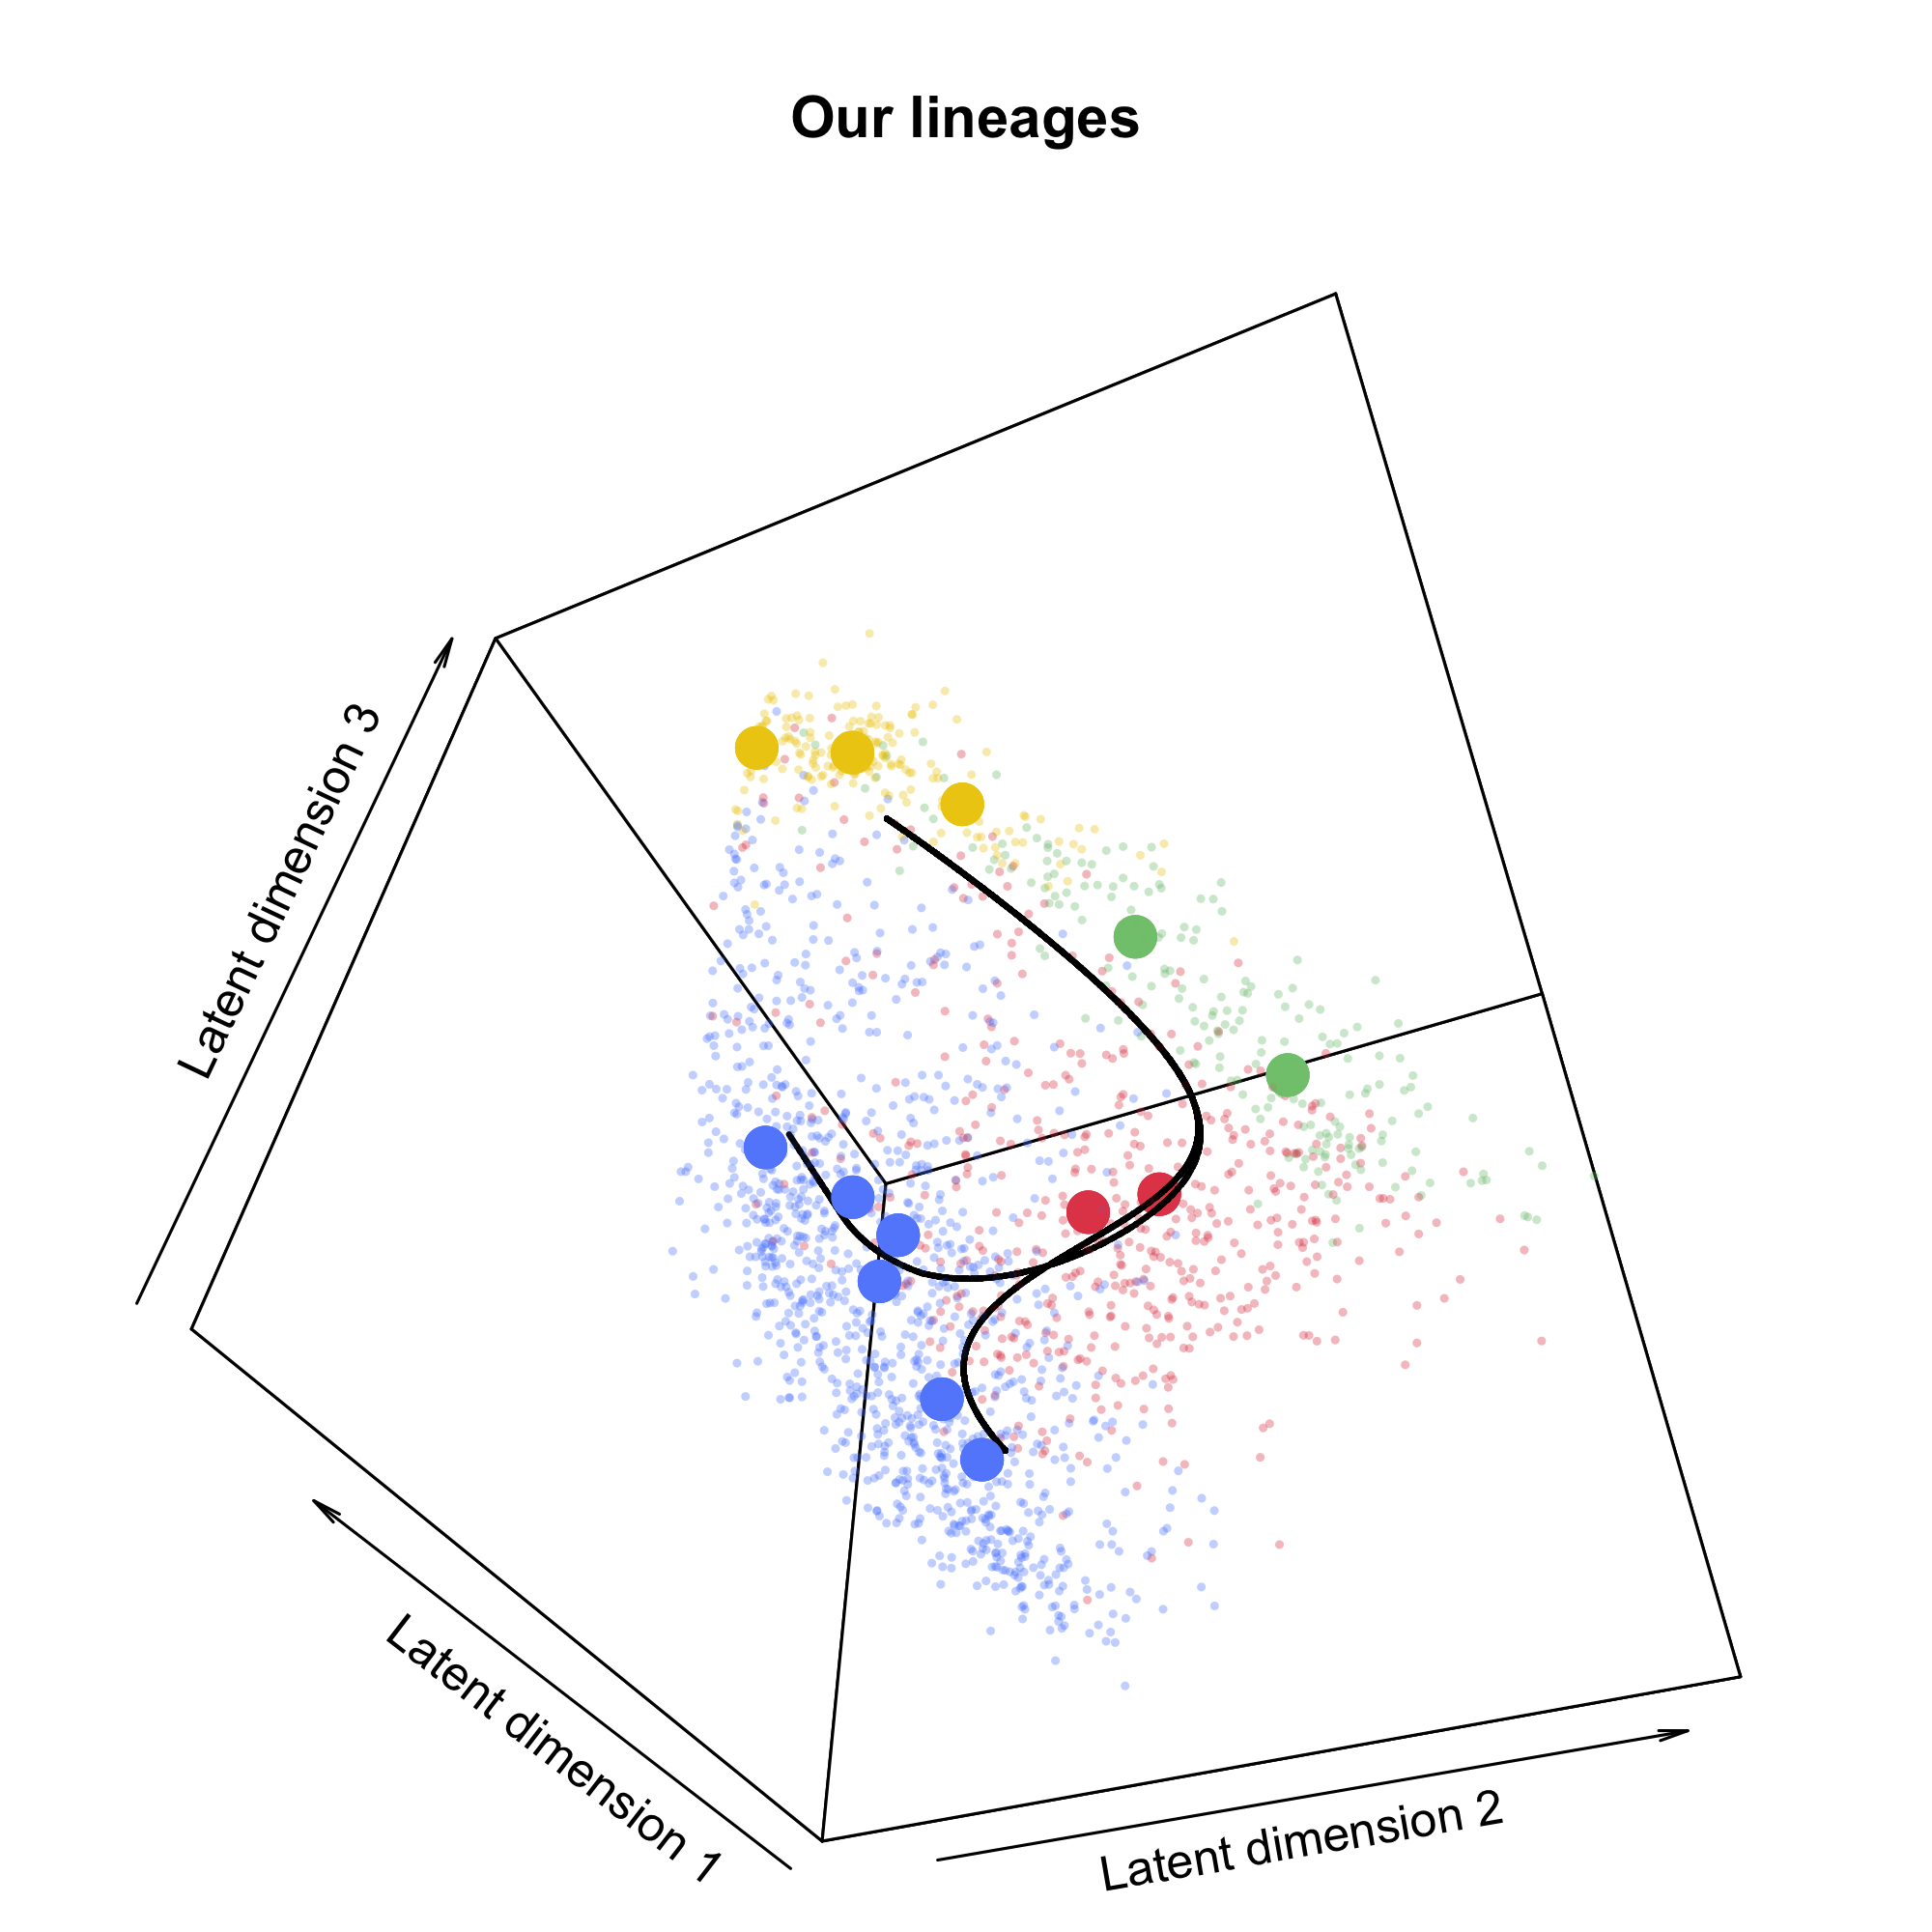 Our lineages
Latent dimension 3
Latent dimension 1
Latent dimension 2